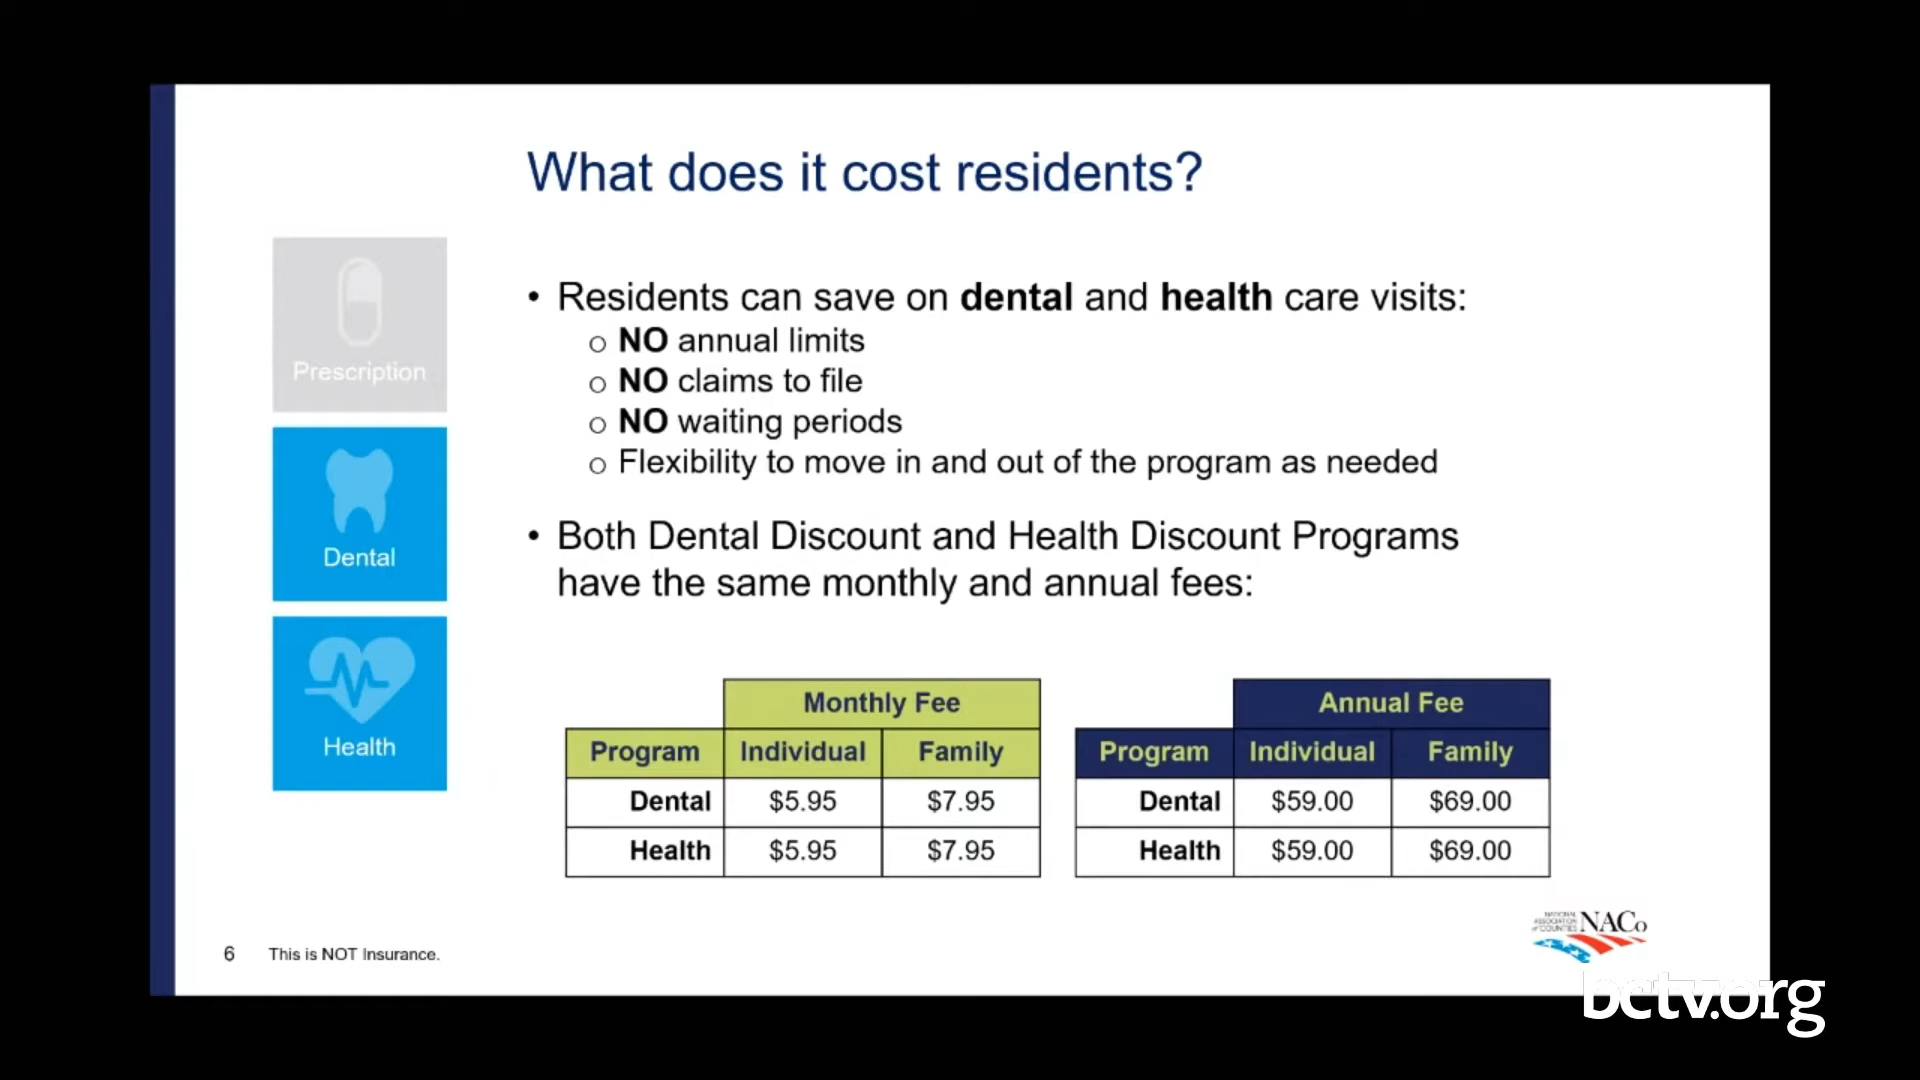 What does it cost residents?
Prescription
Dental
Health
• Residents can save on dental and health care visits:
o NO annual limits
o NO claims to file
o NO waiting periods
o Flexibility to move in and out of the program as needed
• Both Dental Discount and Health Discount Programs
have the same monthly and annual fees:
Monthly Fee
Program Individual Family
Dental $5.95 $7.95
Health $5.95 $7.95
Annual Fee
Program Individual Family
Dental $59.00 $69.00
Health $59.00 $69.00
NATIONAL
ASSOCIATION
of COUNTIES
NACo
6 This is NOT Insurance.
bctv.org